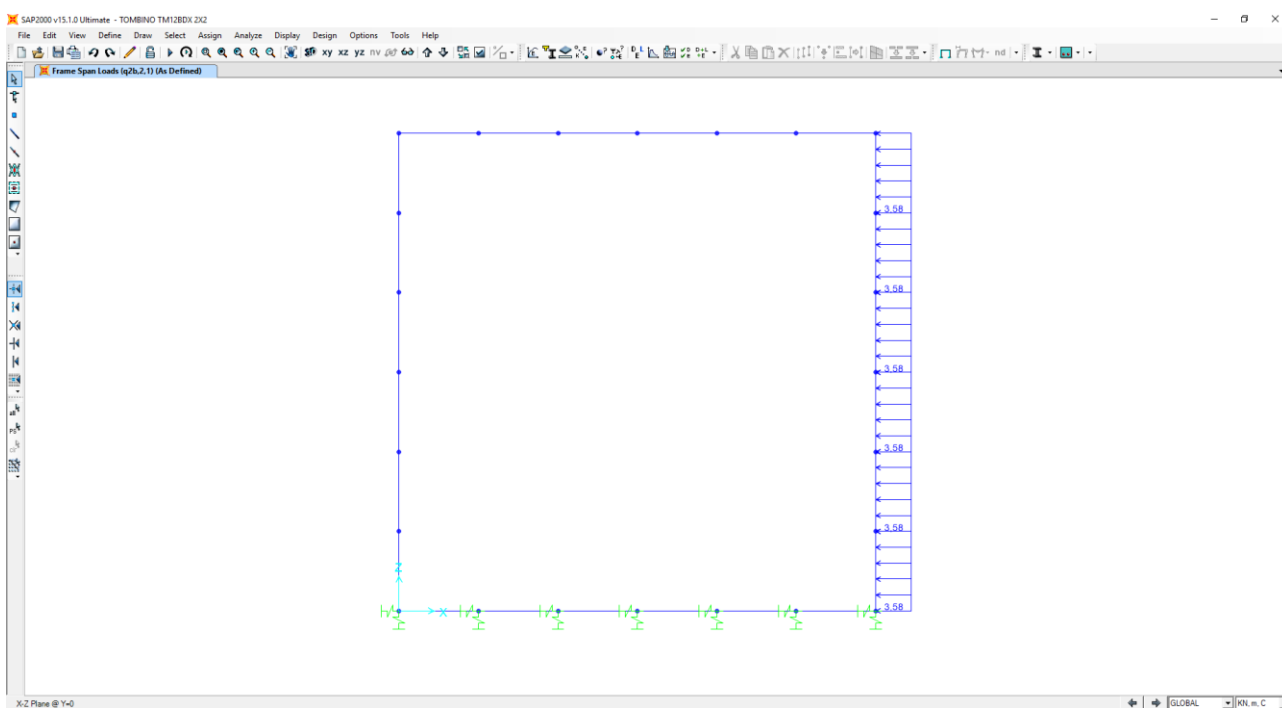 SAP2000 v15.1.0 Ultimate - TOMBINO TM12BDX 2X2
File Edit View Define Draw Select Assign Analyze Display Design Options Tools Help
xy xz yz nv nd
Frame Span Loads (q2b,2,1) (As Defined)
3.58
3.58
3.58
3.58
3.58
3.58
Z
X
X-Z Plane @ Y=0
GLOBAL
KN, m, C